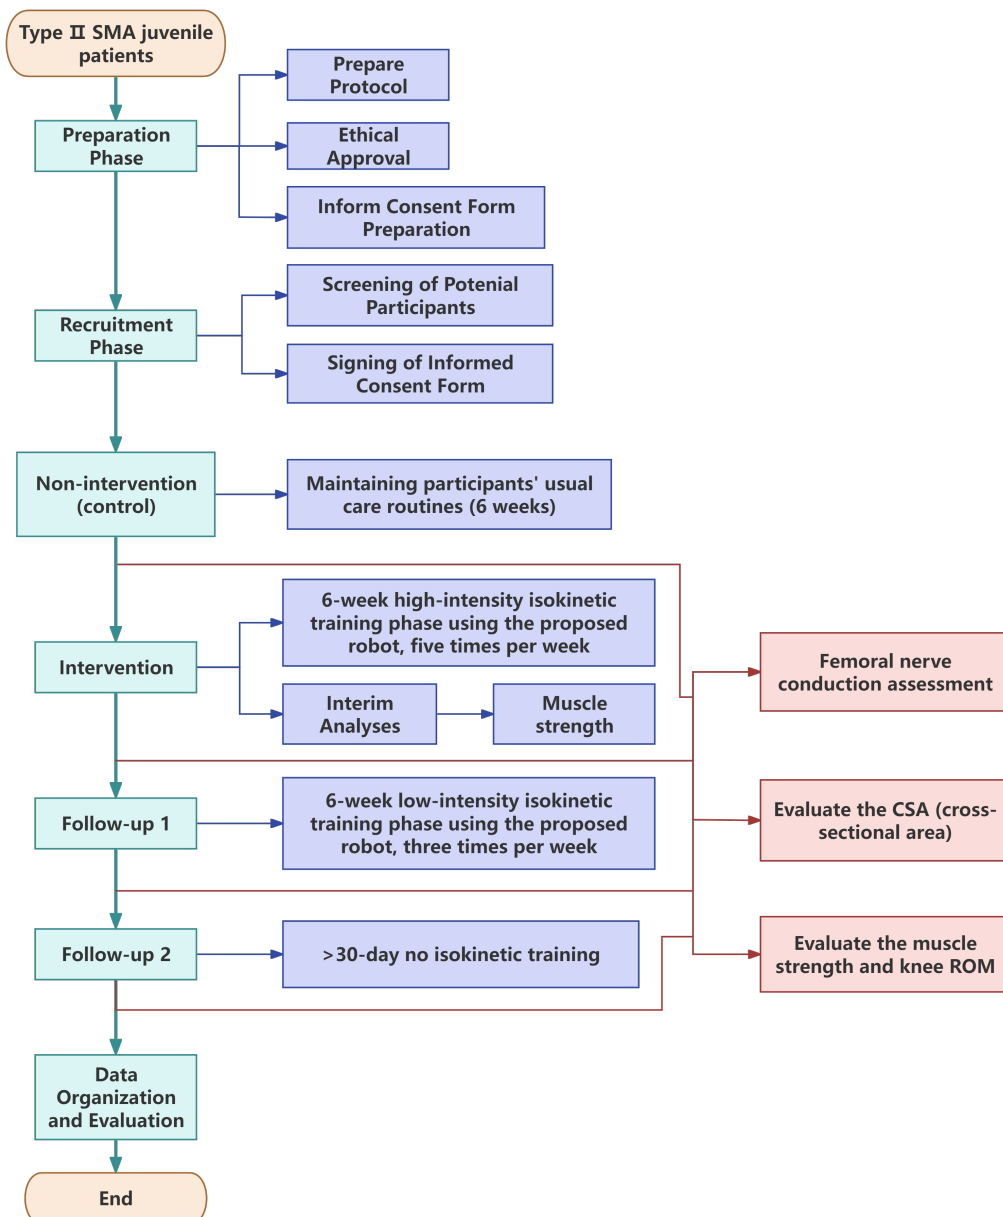 Type Ⅱ SMA juvenile
patients
Prepare
Protocol
Preparation
Phase
Ethical
Approval
Inform Consent Form
Preparation
Screening of Potenial
Participants
Recruitment
Phase
Signing of Informed
Consent Form
Non-intervention
(control)
Maintaining participants' usual
care routines (6 weeks)
6-week high-intensity isokinetic
training phase using the proposed
robot, five times per week
Intervention
Interim
Analyses
Muscle
strength
Femoral nerve
conduction assessment
Follow-up 1
6-week low-intensity isokinetic
training phase using the proposed
robot, three times per week
Evaluate the CSA (cross-
sectional area)
Follow-up 2
>30-day no isokinetic training
Evaluate the muscle
strength and knee ROM
Data
Organization
and Evaluation
End